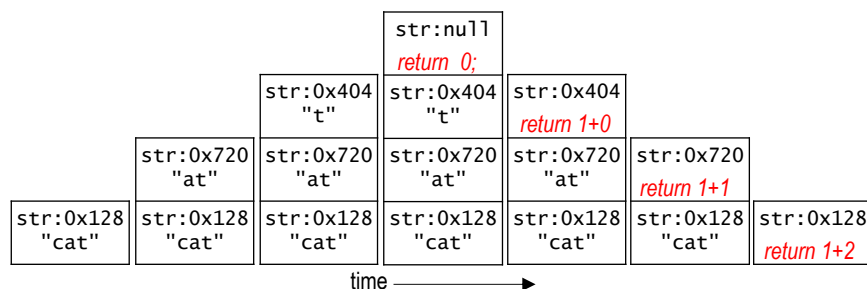 str:null
return 0;
str:0x404 str:0x404 str:0x404
"t" "t" return 1+0
str:0x720 str:0x720 str:0x720 str:0x720 str:0x720
"at" "at" "at" "at" return 1+1
str:0x128 str:0x128 str:0x128 str:0x128 str:0x128 str:0x128 str:0x128
"cat" "cat" "cat" "cat" "cat" "cat" return 1+2
time